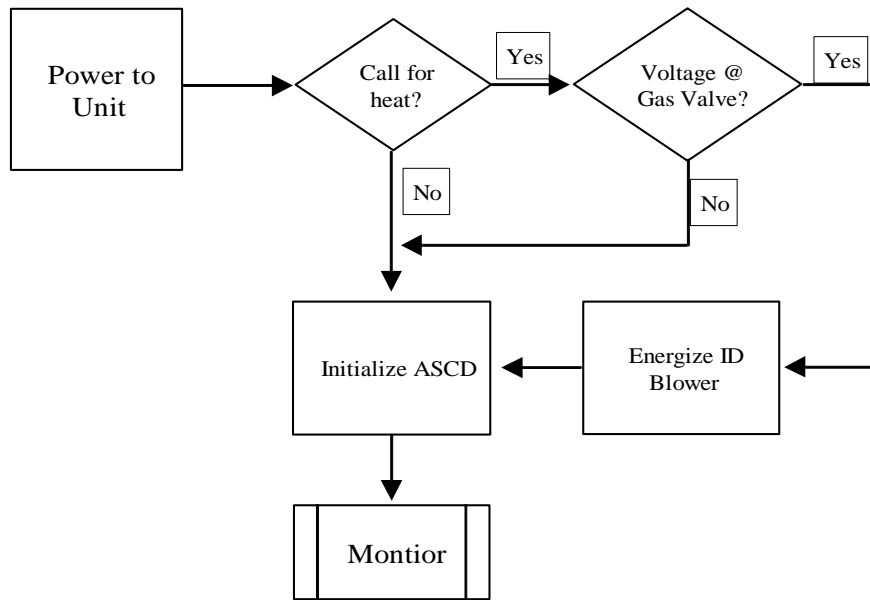 Power to
Unit
Call for
heat?
Yes
Voltage @
Gas Valve?
Yes
No
No
Initialize ASCD
Energize ID
Blower
Montior